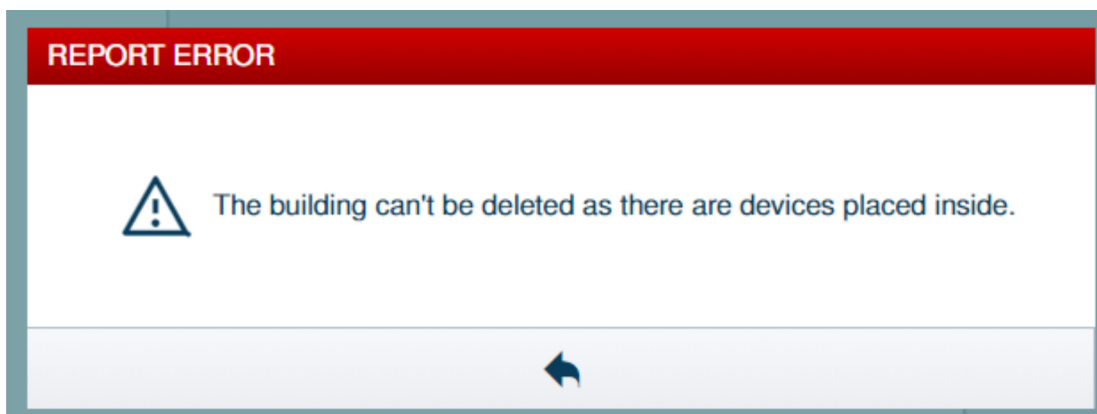 REPORT ERROR
The building can't be deleted as there are devices placed inside.